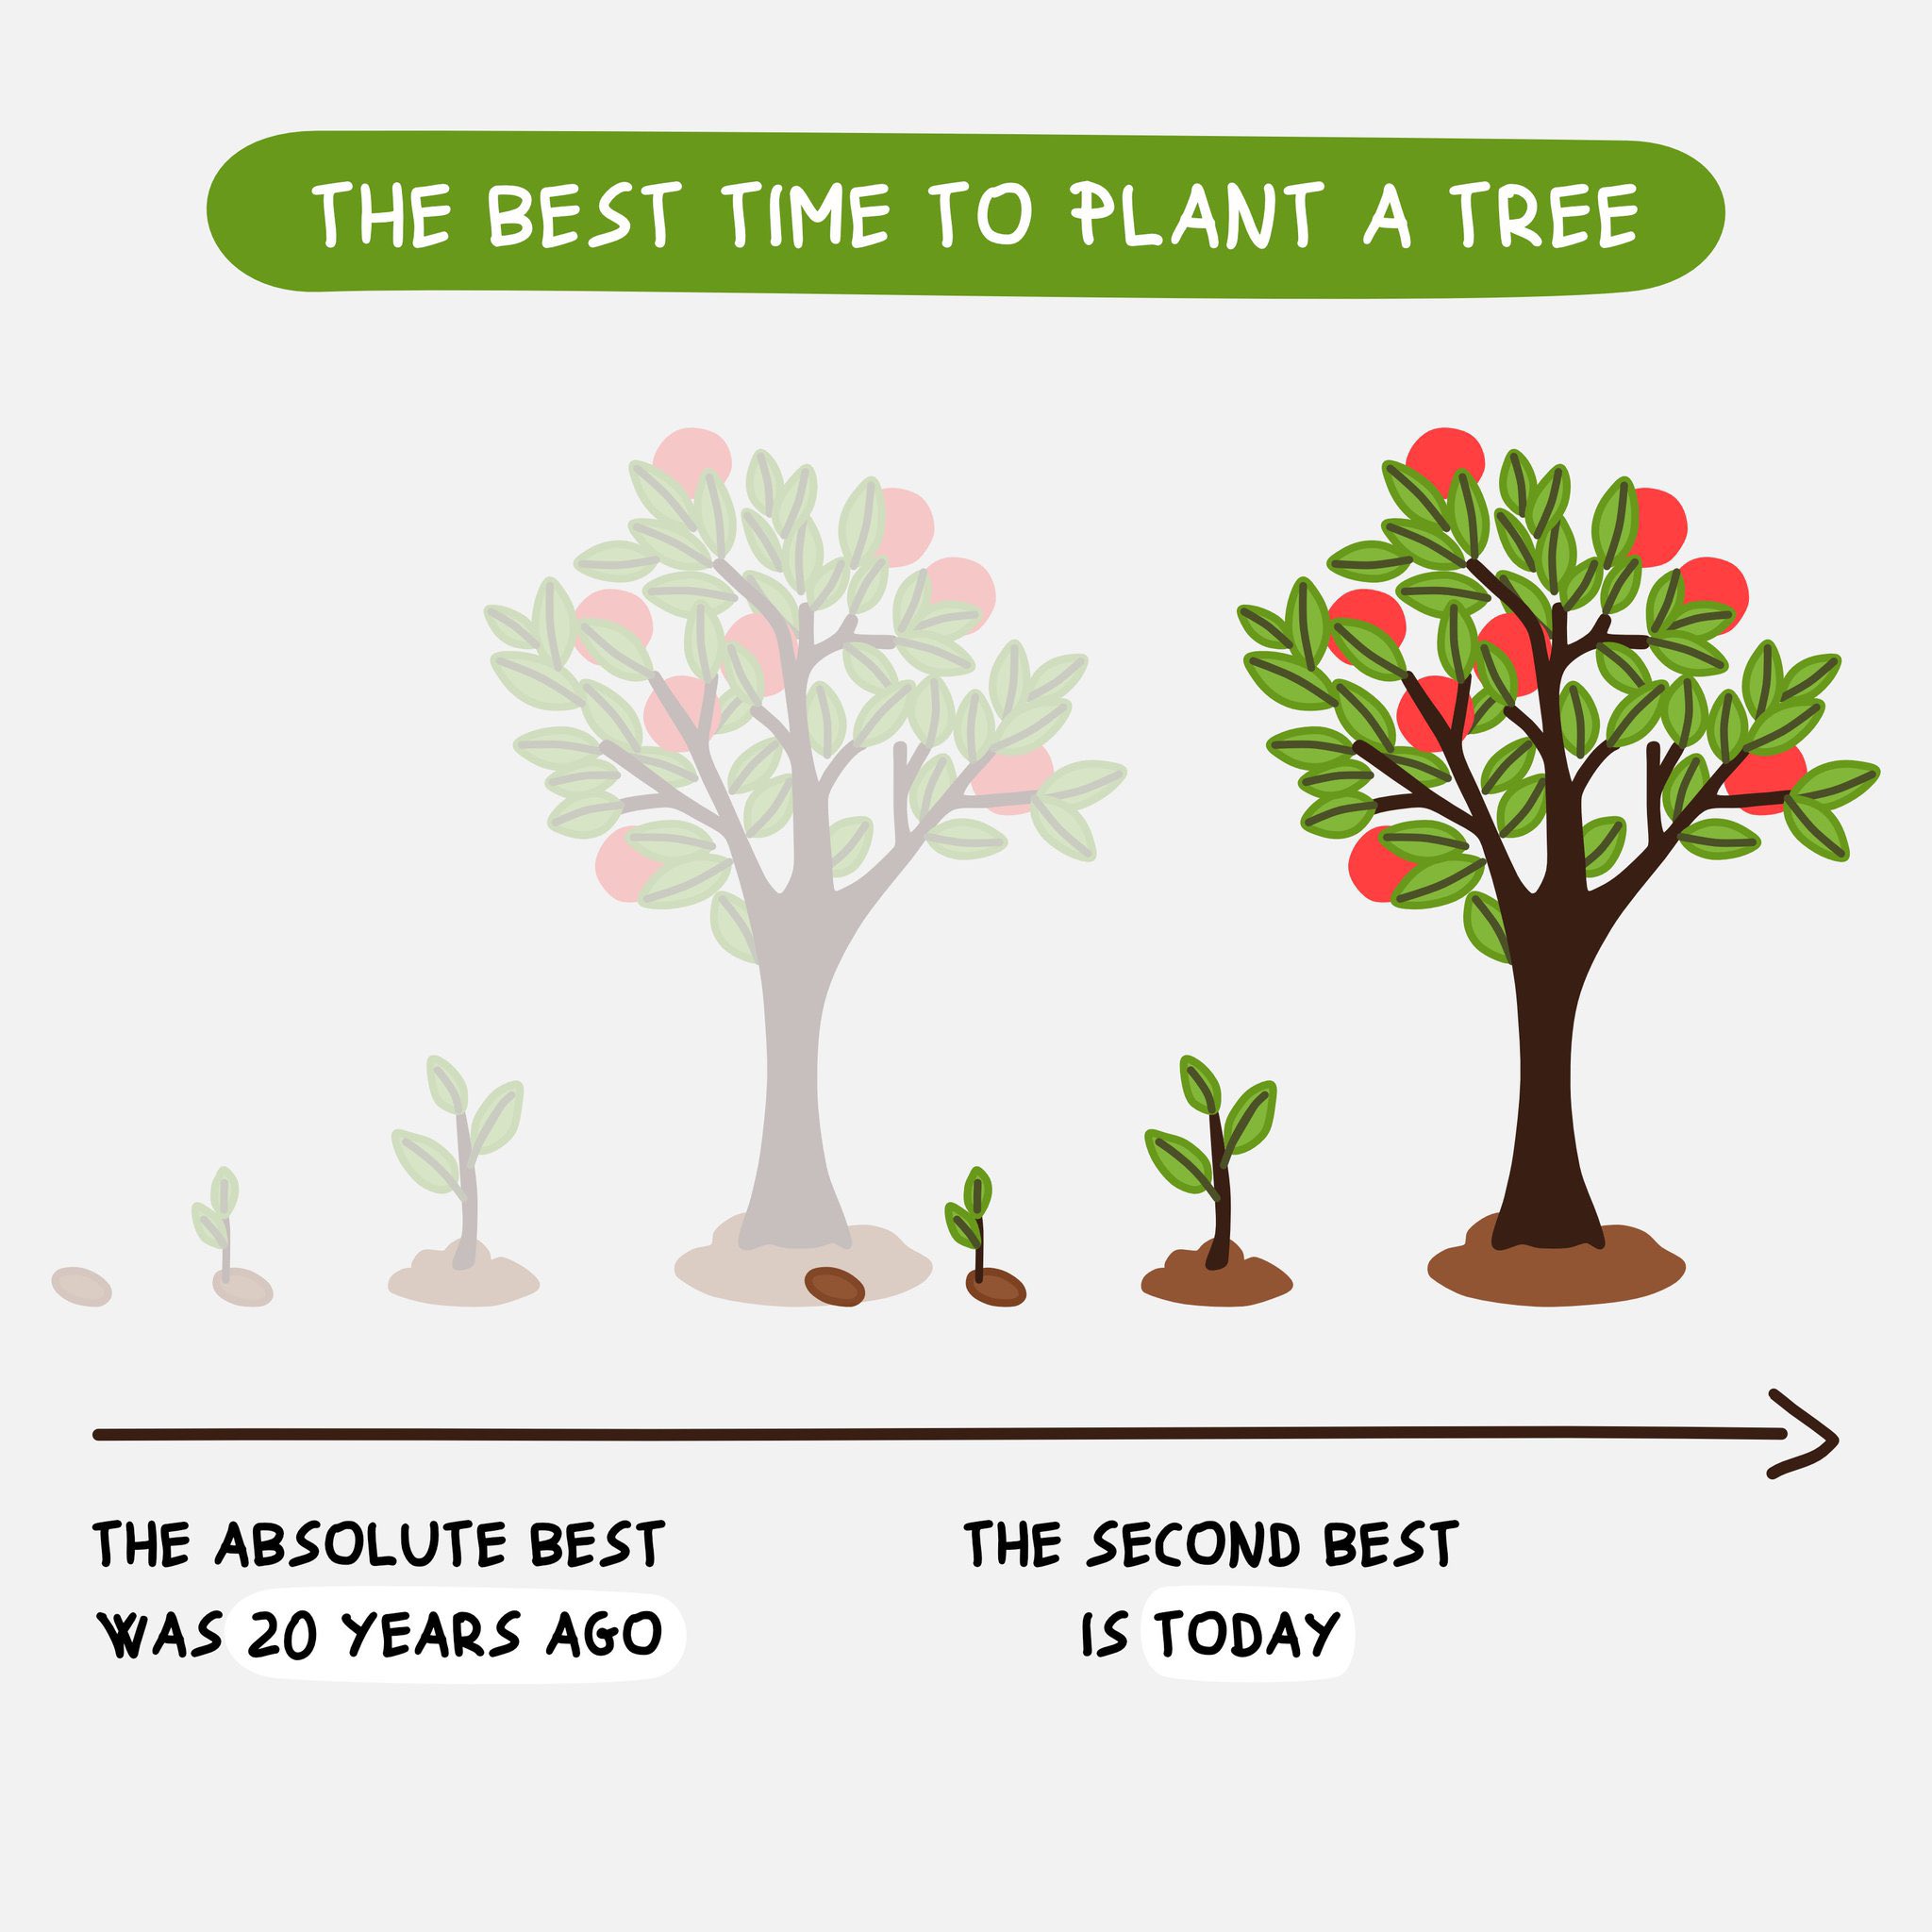 THE BEST TIME TO PLANT A TREE
THE ABSOLUTE BEST
WAS 20 YEARS AGO
THE SECOND BEST
IS TODAY